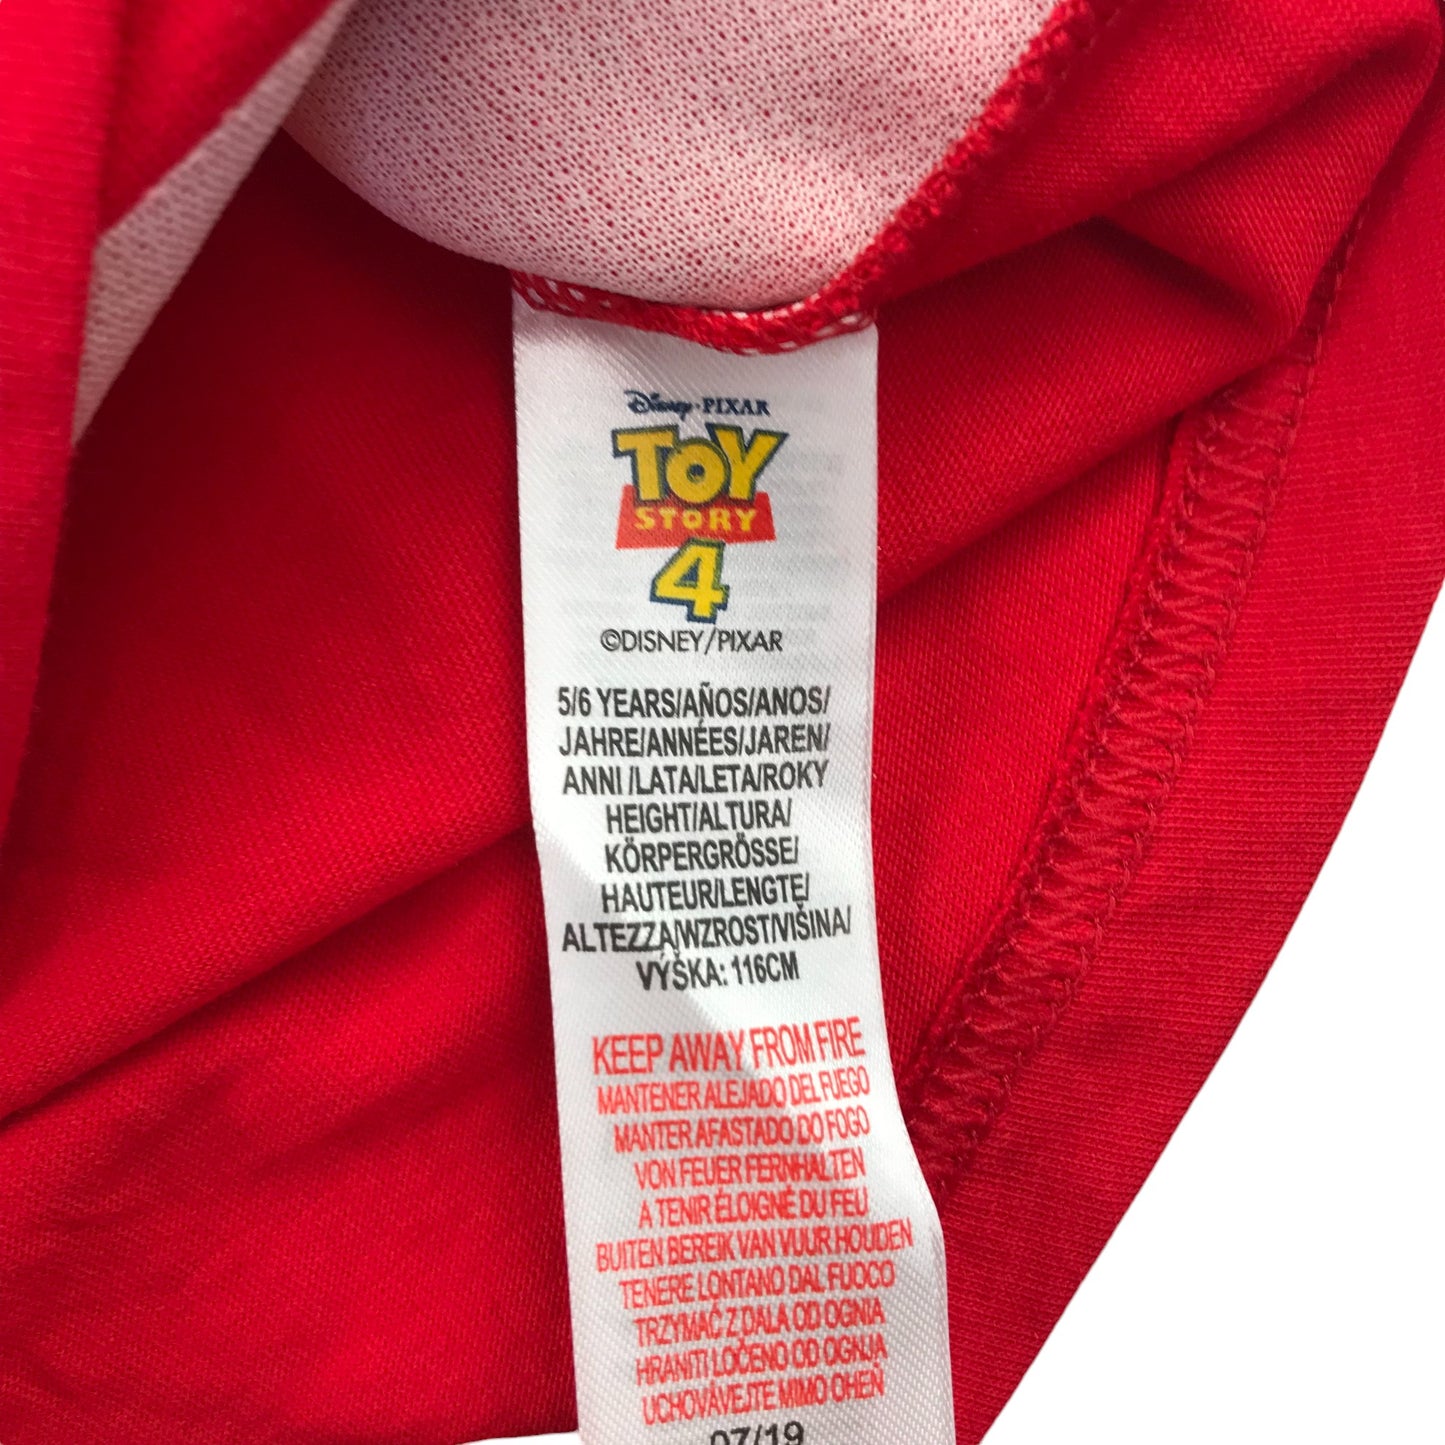 Disney·PIXAR
TOY
STORY
4
©DISNEY/PIXAR
5/6 YEARS/AÑOS/ANOS/
JAHRE/ANNÉES/JAREN/
ANNI /LATA/LETA/ROKY
HEIGHT/ALTURA/
KÖRPERGRÖSSE/
HAUTEUR/LENGTE/
ALTEZZA/WZROST/VIŠINA/
VÝŠKA: 116CM
KEEP AWAY FROM FIRE
MANTENER ALEJADO DEL FUEGO
MANTER AFASTADO DO FOGO
VON FEUER FERNHALTEN
A TENIR ÉLOIGNÉ DU FEU
BUITEN BEREIK VAN VUUR HOUDEN
TENERE LONTANO DAL FUOCO
TRZYMAĆ Z DALA OD OGNIA
HRANITI LOČENO OD OGNJA
UCHOVÁVEJTE MIMO OHEŇ
07/19